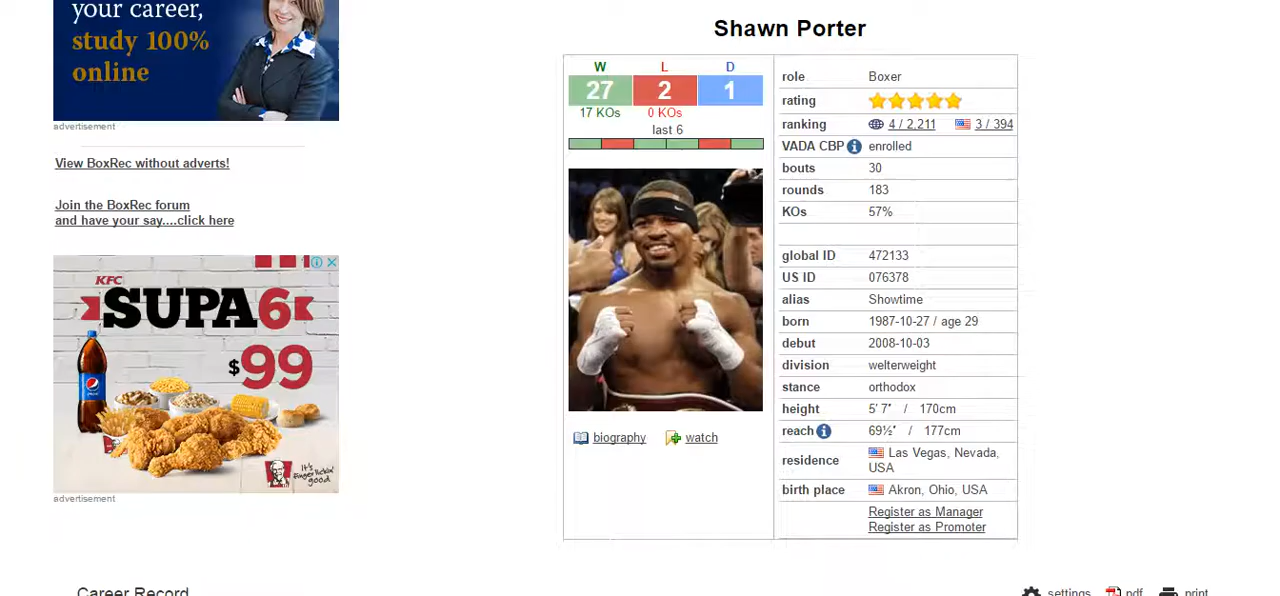 your career,
study 100%
online
advertisement
View BoxRec without adverts!
Join the BoxRec forum
and have your say....click here
KFC
SUPA6
$99
It's
finger lickin'
good
advertisement
Shawn Porter
W L D
27 2 1
17 KOs 0 KOs
last 6
biography watch
role Boxer
rating
ranking 4 / 2,211 3 / 394
VADA CBP i enrolled
bouts 30
rounds 183
KOs 57%
global ID 472133
US ID 076378
alias Showtime
born 1987-10-27 / age 29
debut 2008-10-03
division welterweight
stance orthodox
height 5′ 7″ / 170cm
reach i 69½″ / 177cm
residence Las Vegas, Nevada,
USA
birth place Akron, Ohio, USA
Register as Manager
Register as Promoter
Career Record settings pdf print